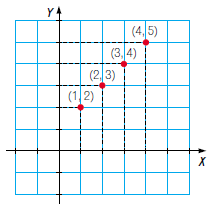 Y
(4, 5)
(3, 4)
(2, 3)
(1, 2)
X